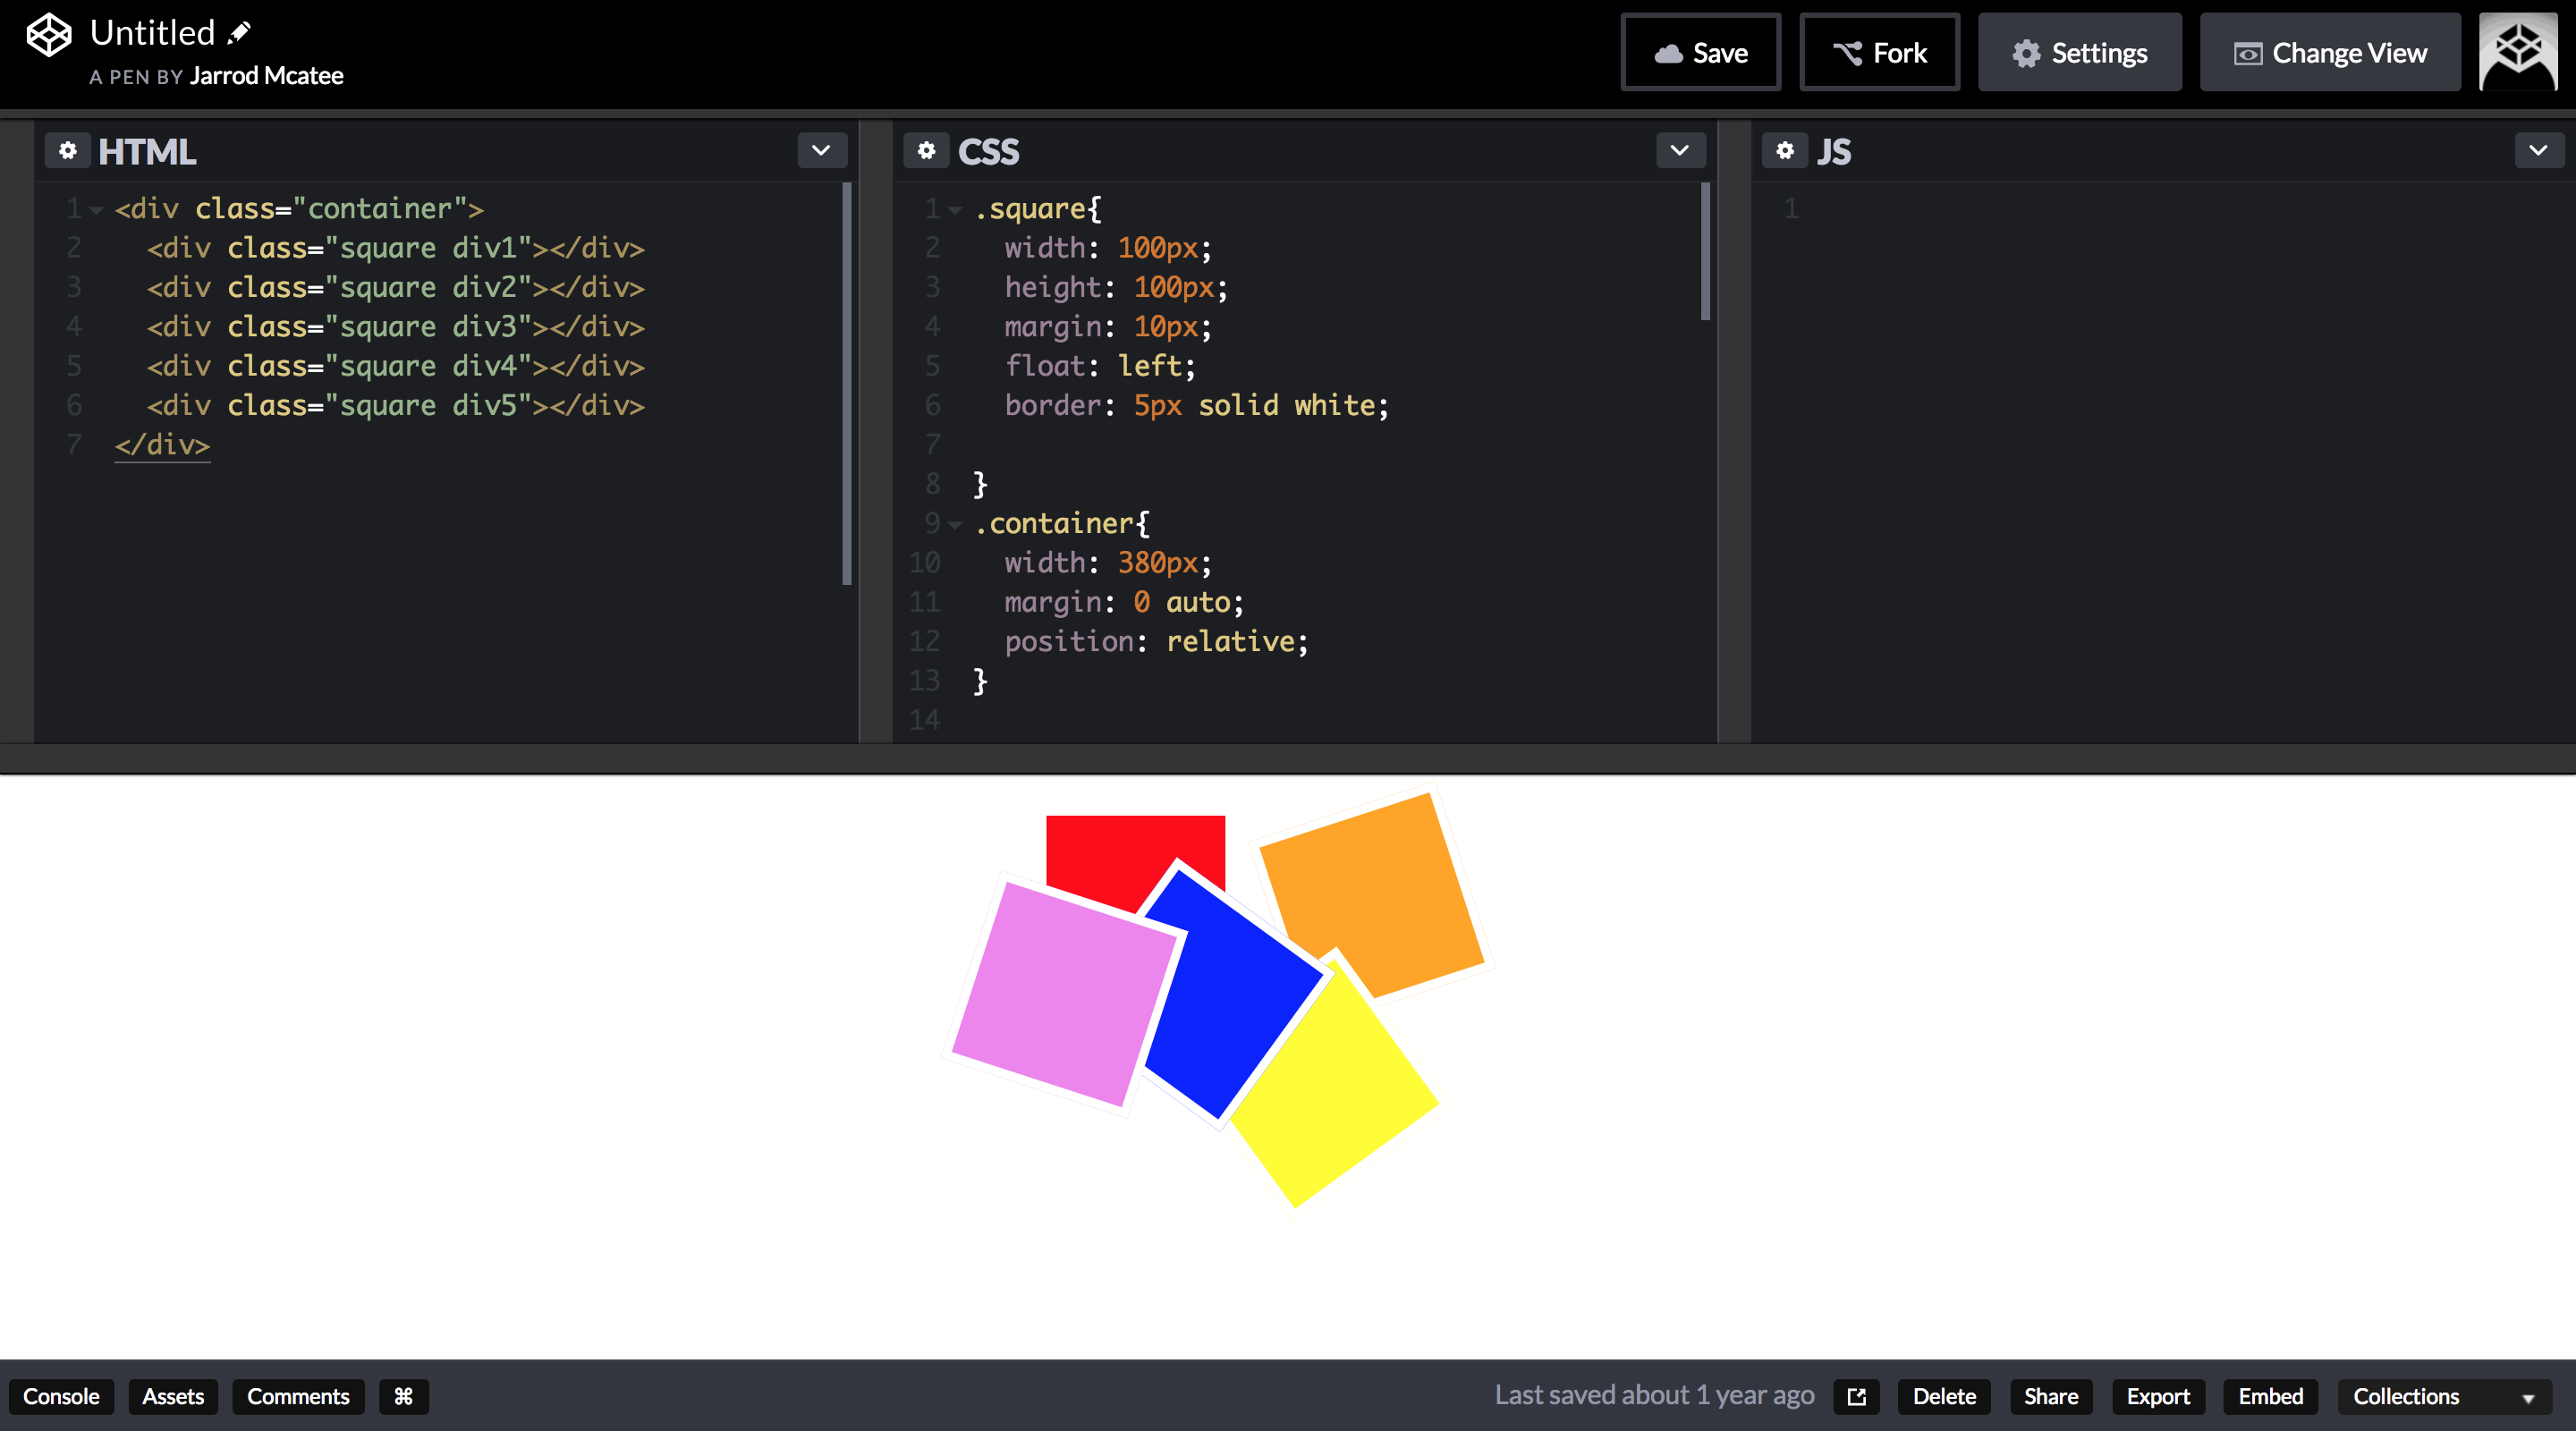 Untitled
A PEN BY Jarrod Mcatee
Save
Fork
Settings
Change View
HTML
1 <div class="container">
2   <div class="square div1"></div>
3   <div class="square div2"></div>
4   <div class="square div3"></div>
5   <div class="square div4"></div>
6   <div class="square div5"></div>
7 </div>
CSS
1 .square{
2   width: 100px;
3   height: 100px;
4   margin: 10px;
5   float: left;
6   border: 5px solid white;
7
8 }
9 .container{
10   width: 380px;
11   margin: 0 auto;
12   position: relative;
13 }
14
JS
1
Console
Assets
Comments
⌘
Last saved about 1 year ago
Delete
Share
Export
Embed
Collections